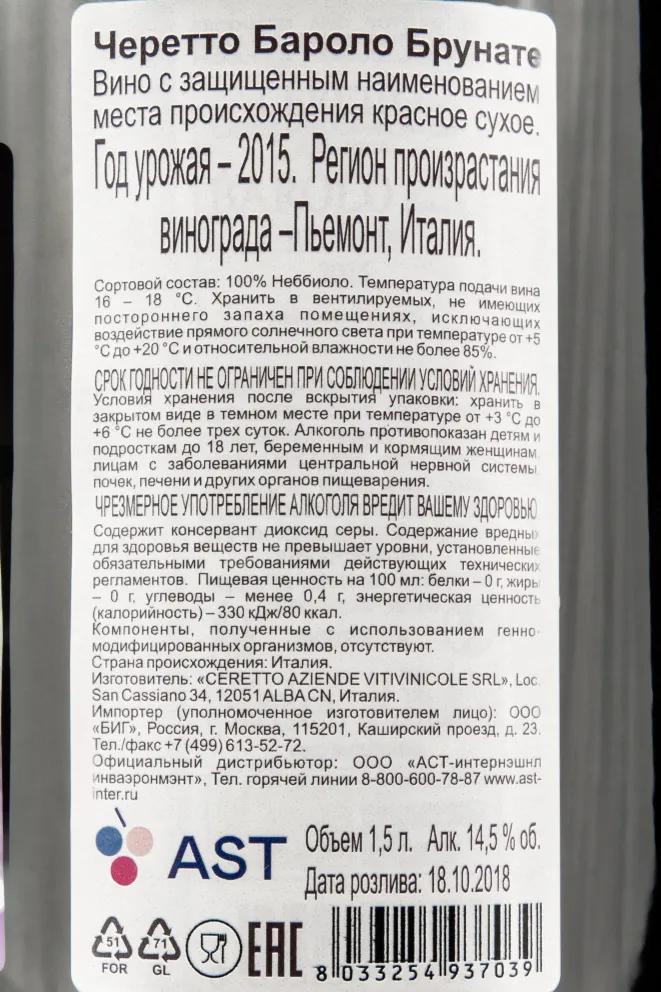 Черетто Бароло Брунате
Вино с защищенным наименованием
места происхождения красное сухое.
Год урожая – 2015. Регион произрастания
винограда –Пьемонт, Италия.
Сортовой состав: 100% Неббиоло. Температура подачи вина
16 – 18 °С. Хранить в вентилируемых, не имеющих
постороннего запаха помещениях, исключающих
воздействие прямого солнечного света при температуре от +5
°С до +20 °С и относительной влажности не более 85%.
СРОК ГОДНОСТИ НЕ ОГРАНИЧЕН ПРИ СОБЛЮДЕНИИ УСЛОВИЙ ХРАНЕНИЯ.
Условия хранения после вскрытия упаковки: хранить в
закрытом виде в темном месте при температуре от +3 °С до
+6 °С не более трех суток. Алкоголь противопоказан детям и
подросткам до 18 лет, беременным и кормящим женщинам
лицам с заболеваниями центральной нервной системы
почек, печени и других органов пищеварения.
ЧРЕЗМЕРНОЕ УПОТРЕБЛЕНИЕ АЛКОГОЛЯ ВРЕДИТ ВАШЕМУ ЗДОРОВЬЮ
Содержит консервант диоксид серы. Содержание вредных
для здоровья веществ не превышает уровни, установленные
обязательными требованиями действующих технических
регламентов. Пищевая ценность на 100 мл: белки – 0 г, жиры
– 0 г, углеводы – менее 0,4 г, энергетическая ценность
(калорийность) – 330 кДж/80 ккал.
Компоненты, полученные с использованием генно-
модифицированных организмов, отсутствуют.
Страна происхождения: Италия.
Изготовитель: «CERETTO AZIENDE VITIVINICOLE SRL», Loc.
San Cassiano 34, 12051 ALBA CN, Италия.
Импортер (уполномоченное изготовителем лицо): ООО
«БИГ», Россия, г. Москва, 115201, Каширский проезд, д. 23.
Тел./факс +7 (499) 613-52-72.
Официальный дистрибьютор: ООО «АСТ-интернэшнл
инваэронмэнт», Тел. горячей линии 8-800-600-78-87 www.ast-
inter.ru
AST
Объем 1,5 л. Алк. 14,5 % об.
Дата розлива: 18.10.2018
51
FOR
71
GL
EAC
8 033254 937039